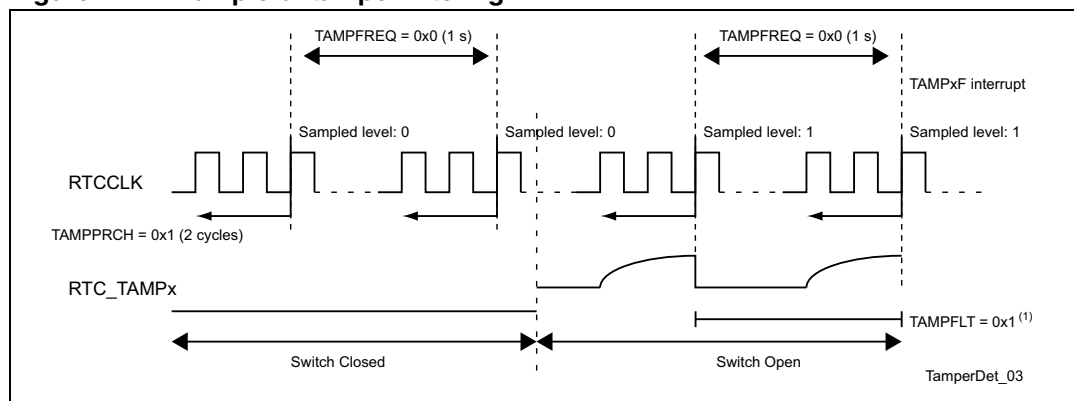 TAMPFREQ = 0x0 (1 s)
TAMPFREQ = 0x0 (1 s)
TAMPxF interrupt
Sampled level: 0
Sampled level: 0
Sampled level: 1
Sampled level: 1
RTCCLK
TAMPPRCH = 0x1 (2 cycles)
RTC_TAMPx
TAMPFLT = 0x1 (1)
Switch Closed
Switch Open
TamperDet_03